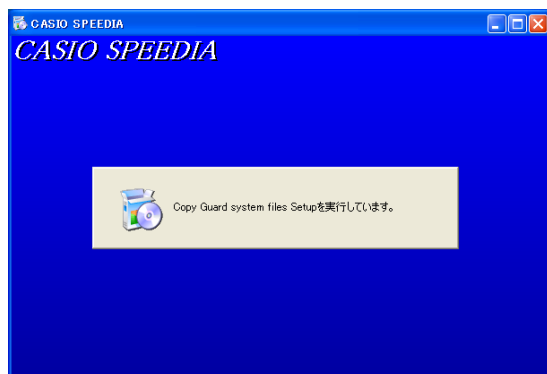 CASIO SPEEDIA
CASIO SPEEDIA
Copy Guard system files Setupを実行しています。